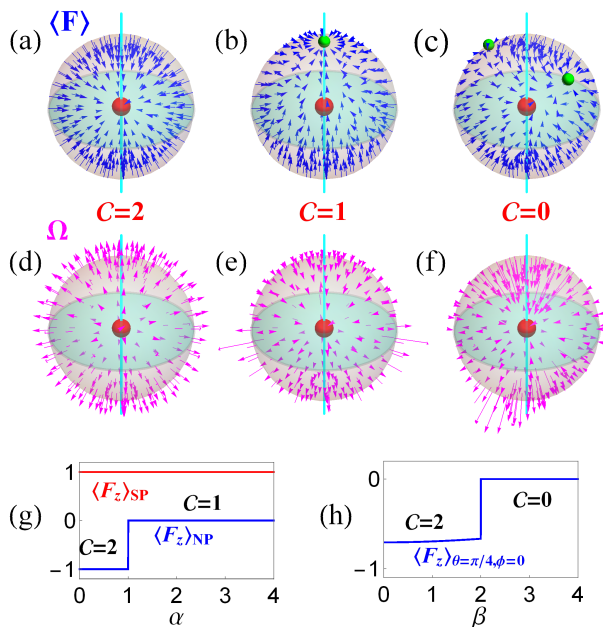 ⟨F⟩
(a) (b) (c)
C=2 C=1 C=0
Ω
(d) (e) (f)
(g) 1 0 −1
⟨F_z⟩_SP
C=1
C=2 ⟨F_z⟩_NP
0 1 2 3 4
α
(h) 0 −1
C=2 C=0
⟨F_z⟩_θ=π/4,ϕ=0
0 1 2 3 4
β